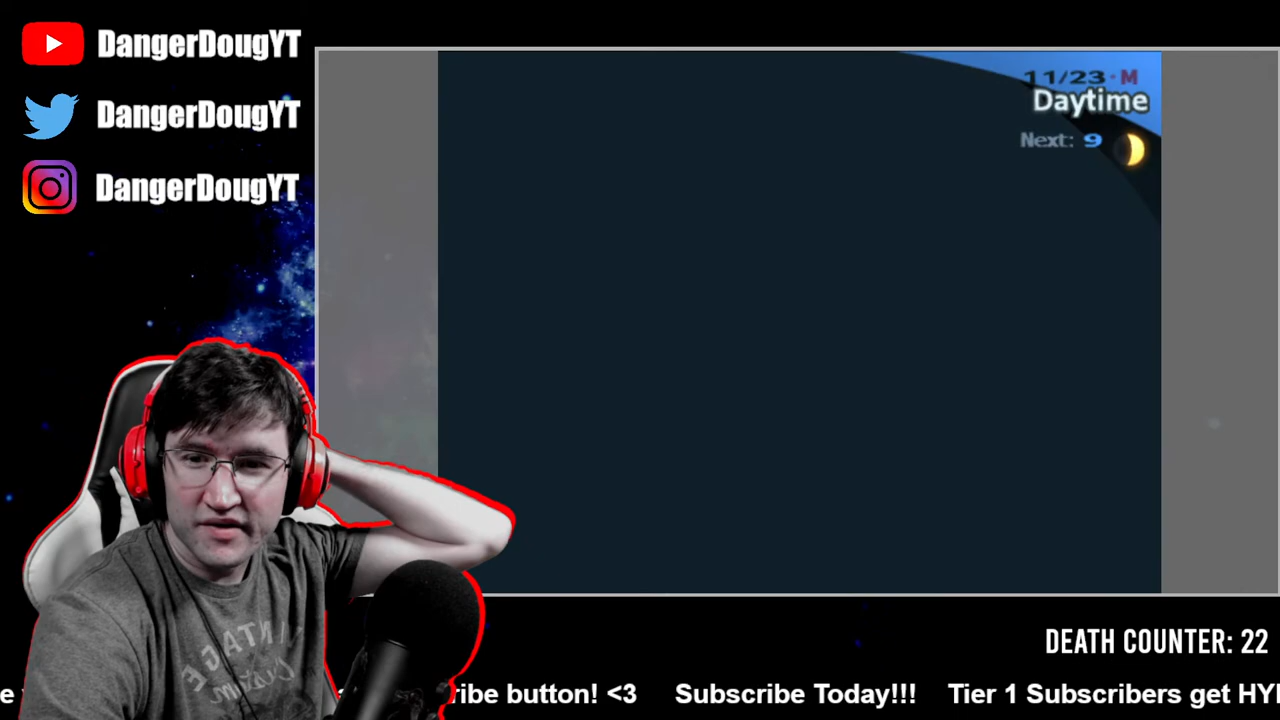 DangerDougYT
DangerDougYT
DangerDougYT
11/23 · M
Daytime
Next: 9
DEATH COUNTER: 22
ribe button! <3 Subscribe Today!!! Tier 1 Subscribers get HY